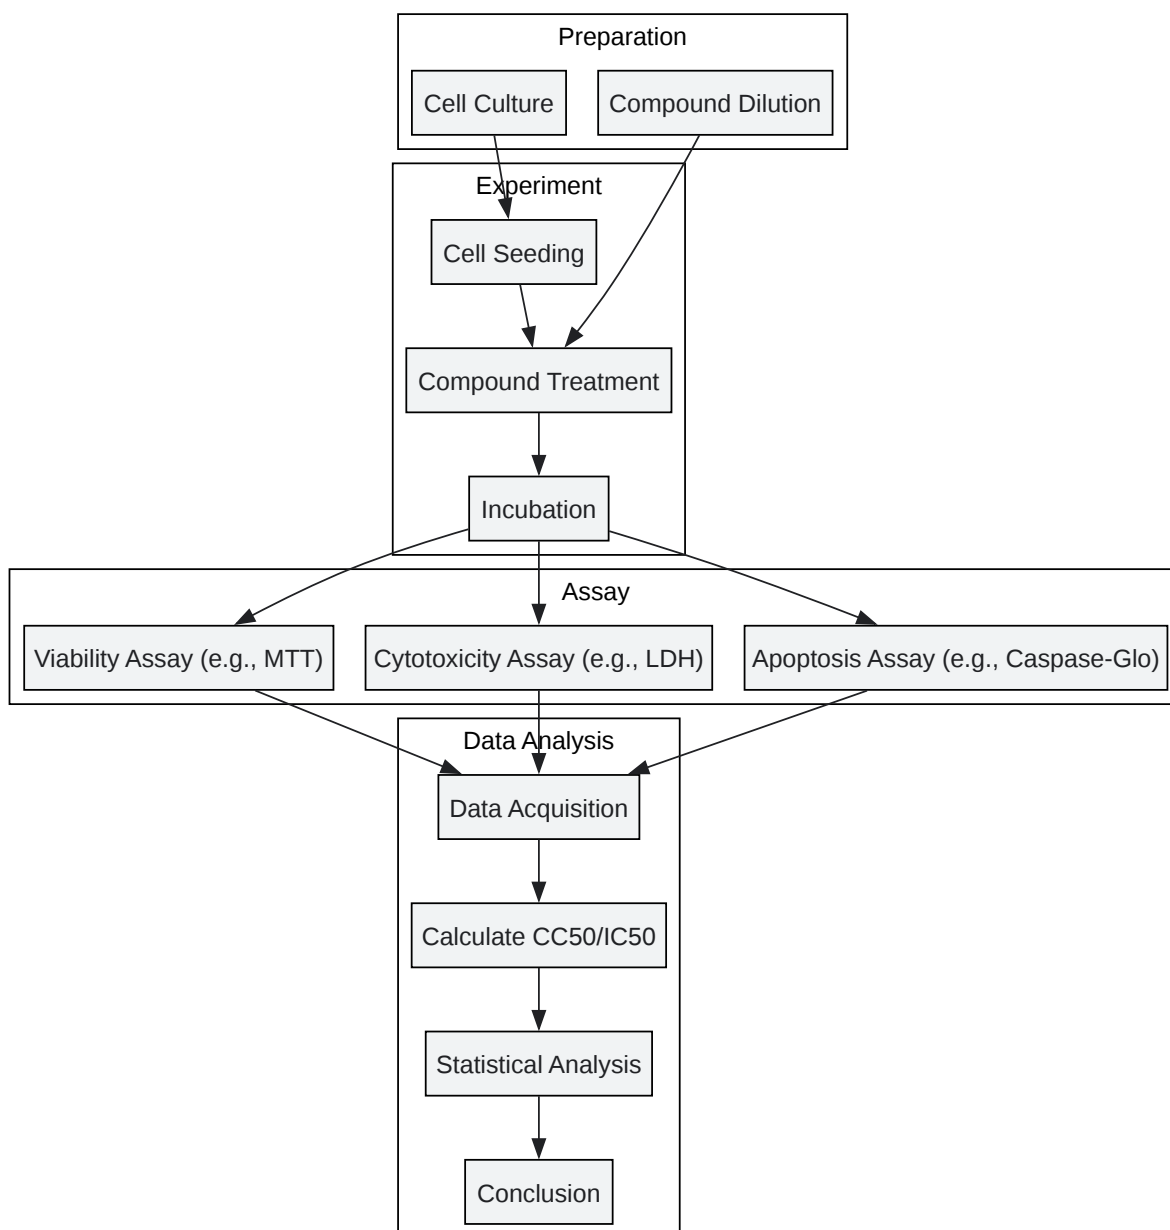 Preparation
Cell Culture
Compound Dilution
Experiment
Cell Seeding
Compound Treatment
Incubation
Assay
Viability Assay (e.g., MTT)
Cytotoxicity Assay (e.g., LDH)
Apoptosis Assay (e.g., Caspase-Glo)
Data Analysis
Data Acquisition
Calculate CC50/IC50
Statistical Analysis
Conclusion